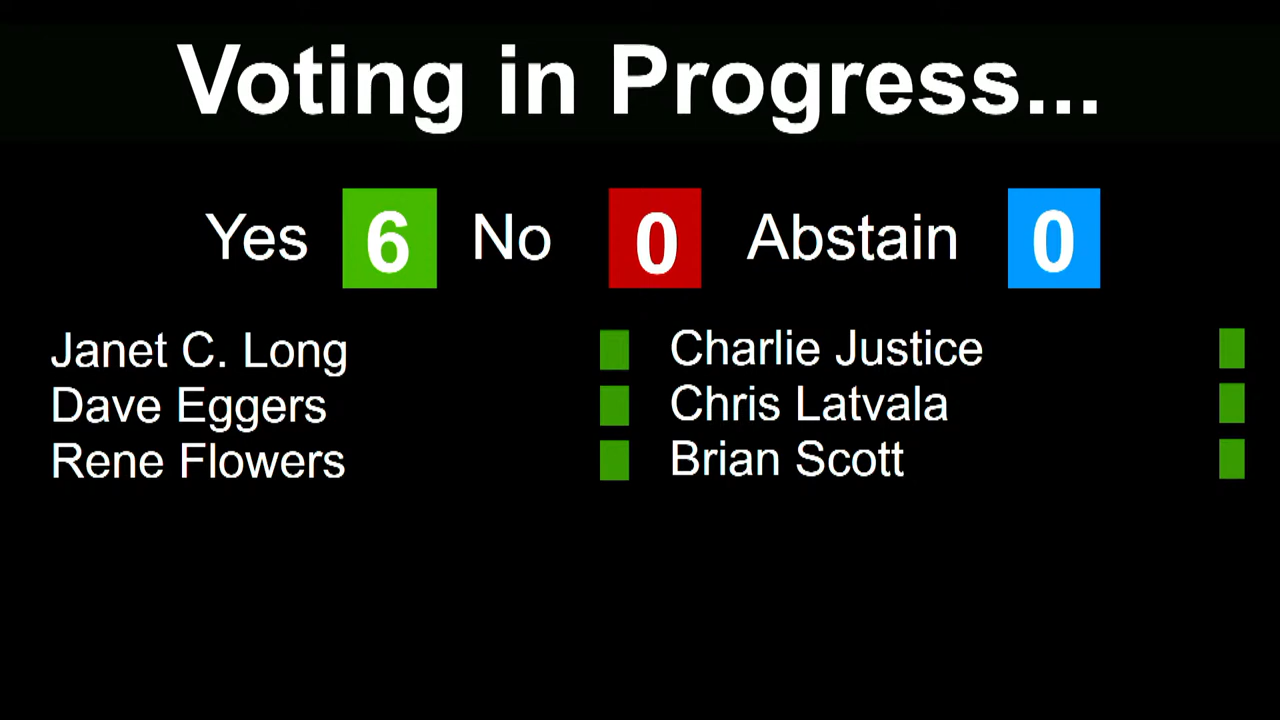 Voting in Progress...
Yes 6 No 0 Abstain 0
Janet C. Long Charlie Justice
Dave Eggers Chris Latvala
Rene Flowers Brian Scott